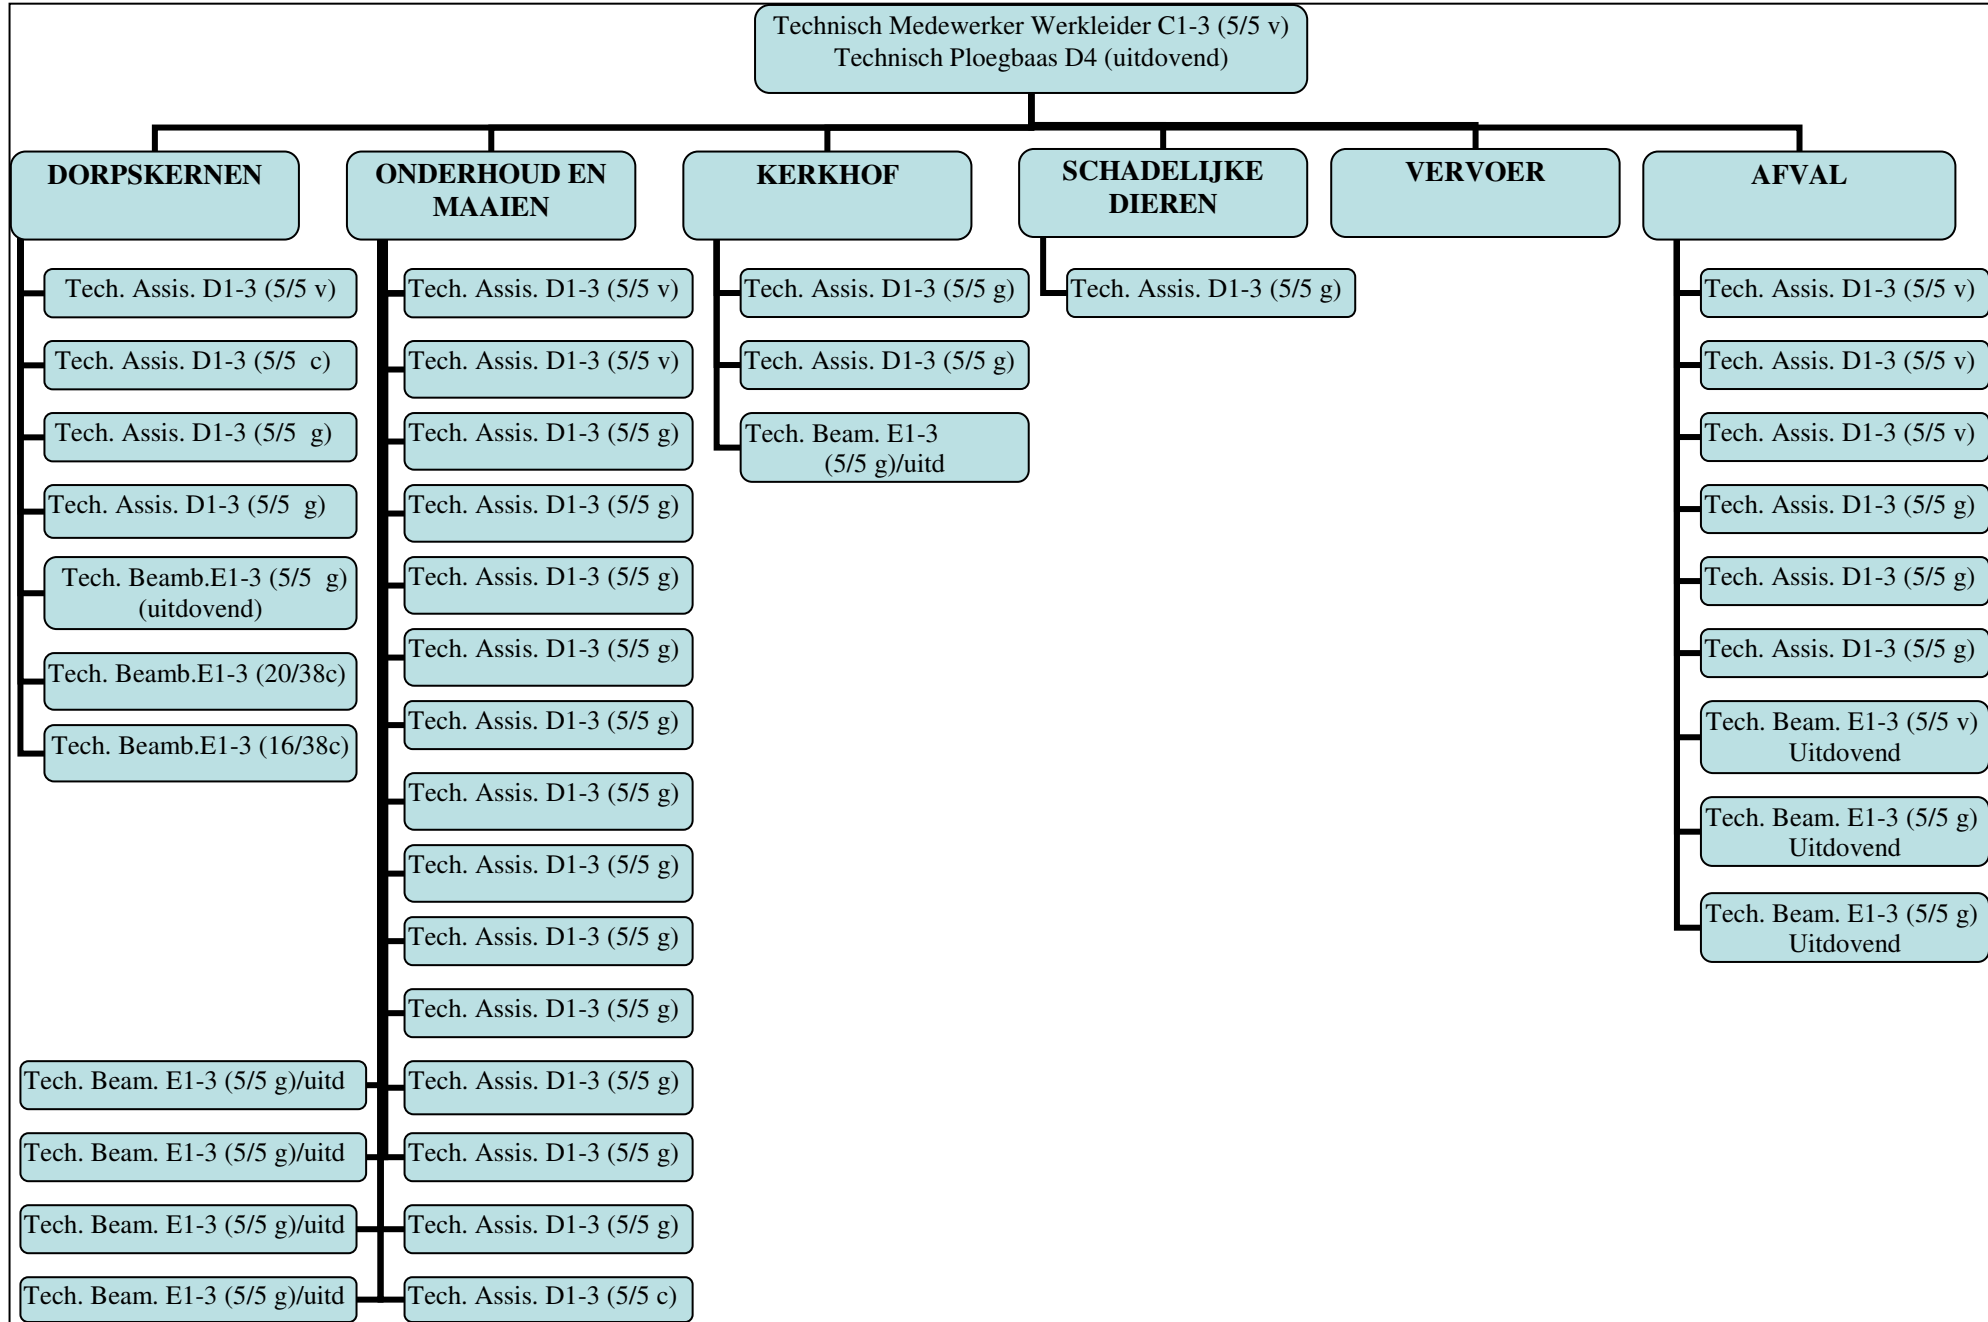 Technisch Medewerker Werkleider C1-3 (5/5 v)
Technisch Ploegbaas D4 (uitdovend)
DORPSKERNEN
Tech. Assis. D1-3 (5/5 v)
Tech. Assis. D1-3 (5/5  c)
Tech. Assis. D1-3 (5/5  g)
Tech. Assis. D1-3 (5/5  g)
Tech. Beamb.E1-3 (5/5  g)
(uitdovend)
Tech. Beamb.E1-3 (20/38c)
Tech. Beamb.E1-3 (16/38c)
ONDERHOUD EN
MAAIEN
Tech. Assis. D1-3 (5/5 v)
Tech. Assis. D1-3 (5/5 v)
Tech. Assis. D1-3 (5/5 g)
Tech. Assis. D1-3 (5/5 g)
Tech. Assis. D1-3 (5/5 g)
Tech. Assis. D1-3 (5/5 g)
Tech. Assis. D1-3 (5/5 g)
Tech. Assis. D1-3 (5/5 g)
Tech. Assis. D1-3 (5/5 g)
Tech. Assis. D1-3 (5/5 g)
Tech. Assis. D1-3 (5/5 g)
Tech. Beam. E1-3 (5/5 g)/uitd
Tech. Assis. D1-3 (5/5 g)
Tech. Beam. E1-3 (5/5 g)/uitd
Tech. Assis. D1-3 (5/5 g)
Tech. Beam. E1-3 (5/5 g)/uitd
Tech. Assis. D1-3 (5/5 g)
Tech. Beam. E1-3 (5/5 g)/uitd
Tech. Assis. D1-3 (5/5 c)
KERKHOF
Tech. Assis. D1-3 (5/5 g)
Tech. Assis. D1-3 (5/5 g)
Tech. Beam. E1-3
(5/5 g)/uitd
SCHADELIJKE
DIEREN
Tech. Assis. D1-3 (5/5 g)
VERVOER
AFVAL
Tech. Assis. D1-3 (5/5 v)
Tech. Assis. D1-3 (5/5 v)
Tech. Assis. D1-3 (5/5 v)
Tech. Assis. D1-3 (5/5 g)
Tech. Assis. D1-3 (5/5 g)
Tech. Assis. D1-3 (5/5 g)
Tech. Beam. E1-3 (5/5 v)
Uitdovend
Tech. Beam. E1-3 (5/5 g)
Uitdovend
Tech. Beam. E1-3 (5/5 g)
Uitdovend